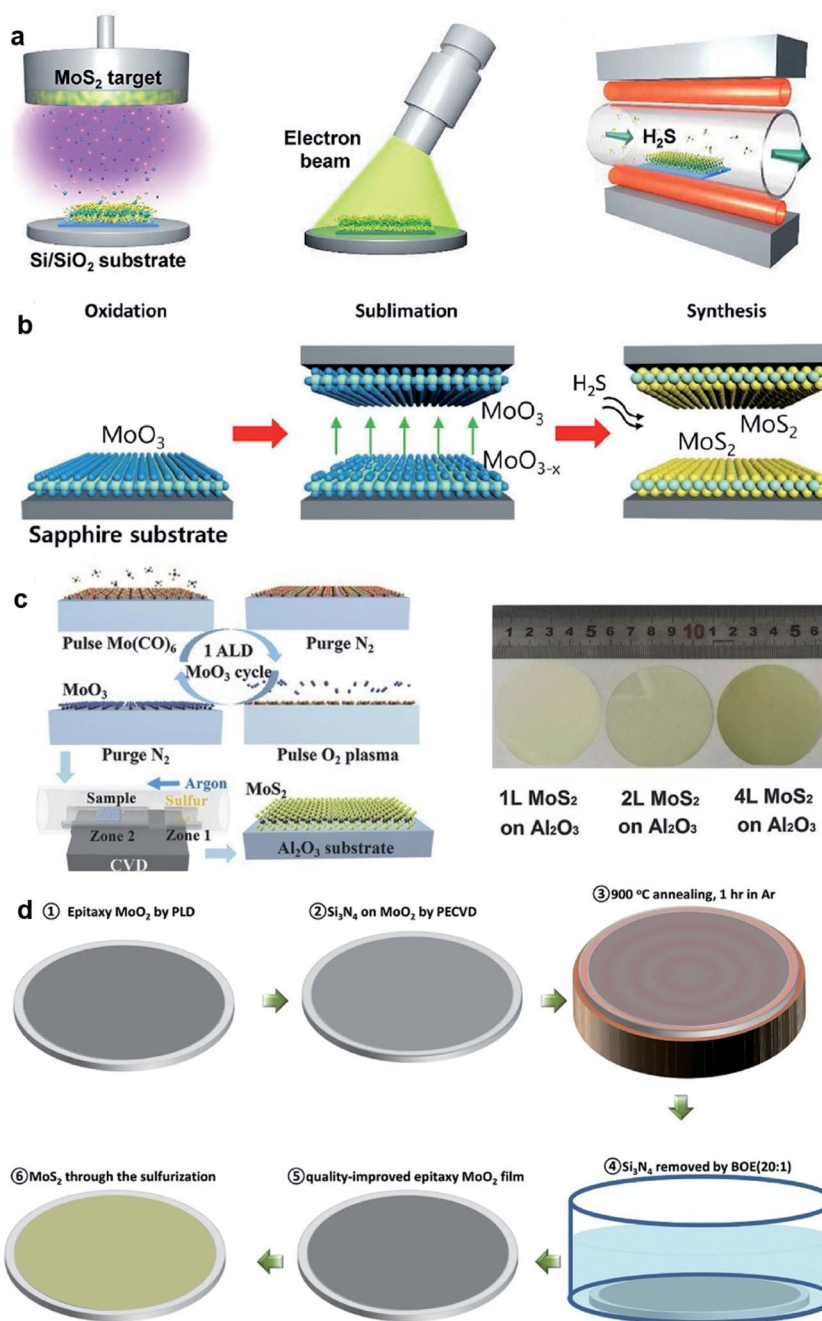 a
MoS₂ target
Si/SiO₂ substrate
Electron
beam
H₂S
b
Oxidation
Sublimation
Synthesis
MoO₃
Sapphire substrate
MoO₃
MoO₃₋ₓ
H₂S
MoS₂
MoS₂
c
Pulse Mo(CO)₆
Purge N₂
1 ALD
MoO₃ cycle
MoO₃
Purge N₂
Pulse O₂ plasma
Argon
Sample
Sulfur
Zone 2
Zone 1
CVD
MoS₂
Al₂O₃ substrate
1 2 3 4 5 6 7 8 9 10 1 2 3 4 5 6
1L MoS₂
on Al₂O₃
2L MoS₂
on Al₂O₃
4L MoS₂
on Al₂O₃
d
① Epitaxy MoO₂ by PLD
②Si₃N₄ on MoO₂ by PECVD
③900 °C annealing, 1 hr in Ar
⑥MoS₂ through the sulfurization
⑤quality-improved epitaxy MoO₂ film
④Si₃N₄ removed by BOE(20:1)